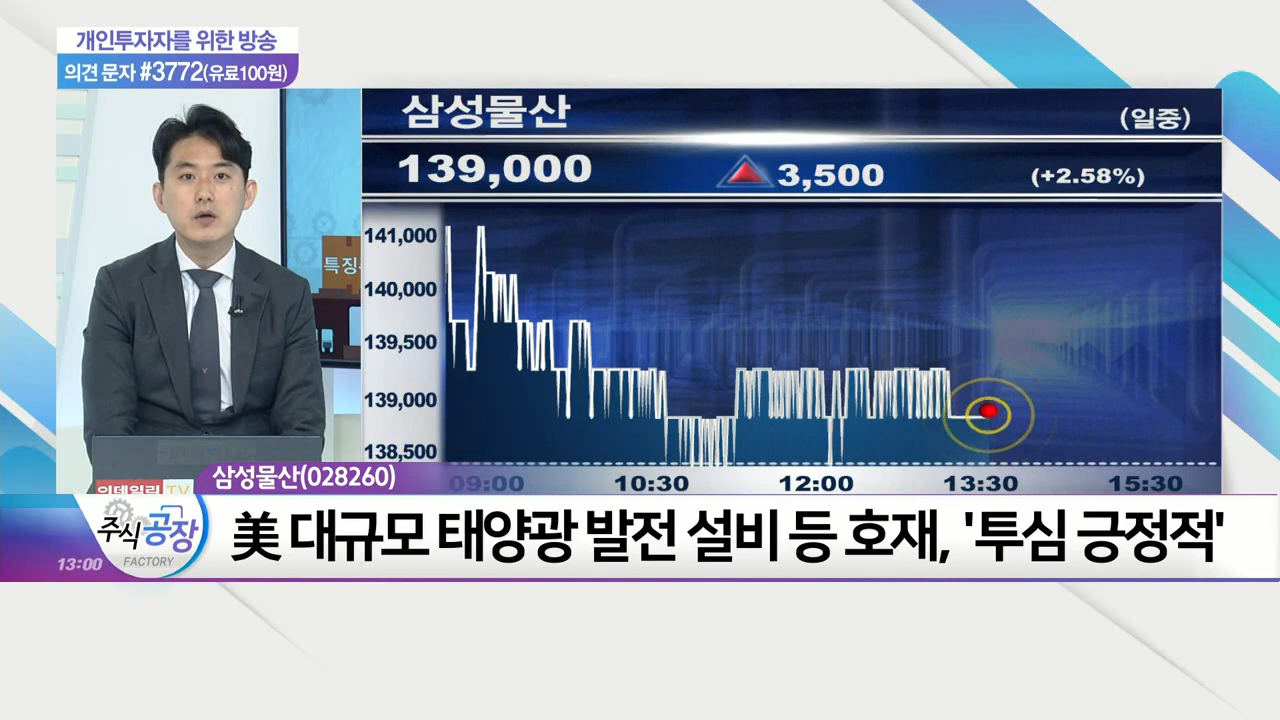 개인투자자를 위한 방송
의견 문자 #3772(유료100원)
삼성물산
(일중)
139,000
3,500
(+2.58%)
특징
141,000
140,000
139,500
139,000
138,500
09:00
10:30
12:00
13:30
15:30
삼성물산(028260)
TV
주식공장
FACTORY
13:00
美 대규모 태양광 발전 설비 등 호재, '투심 긍정적'